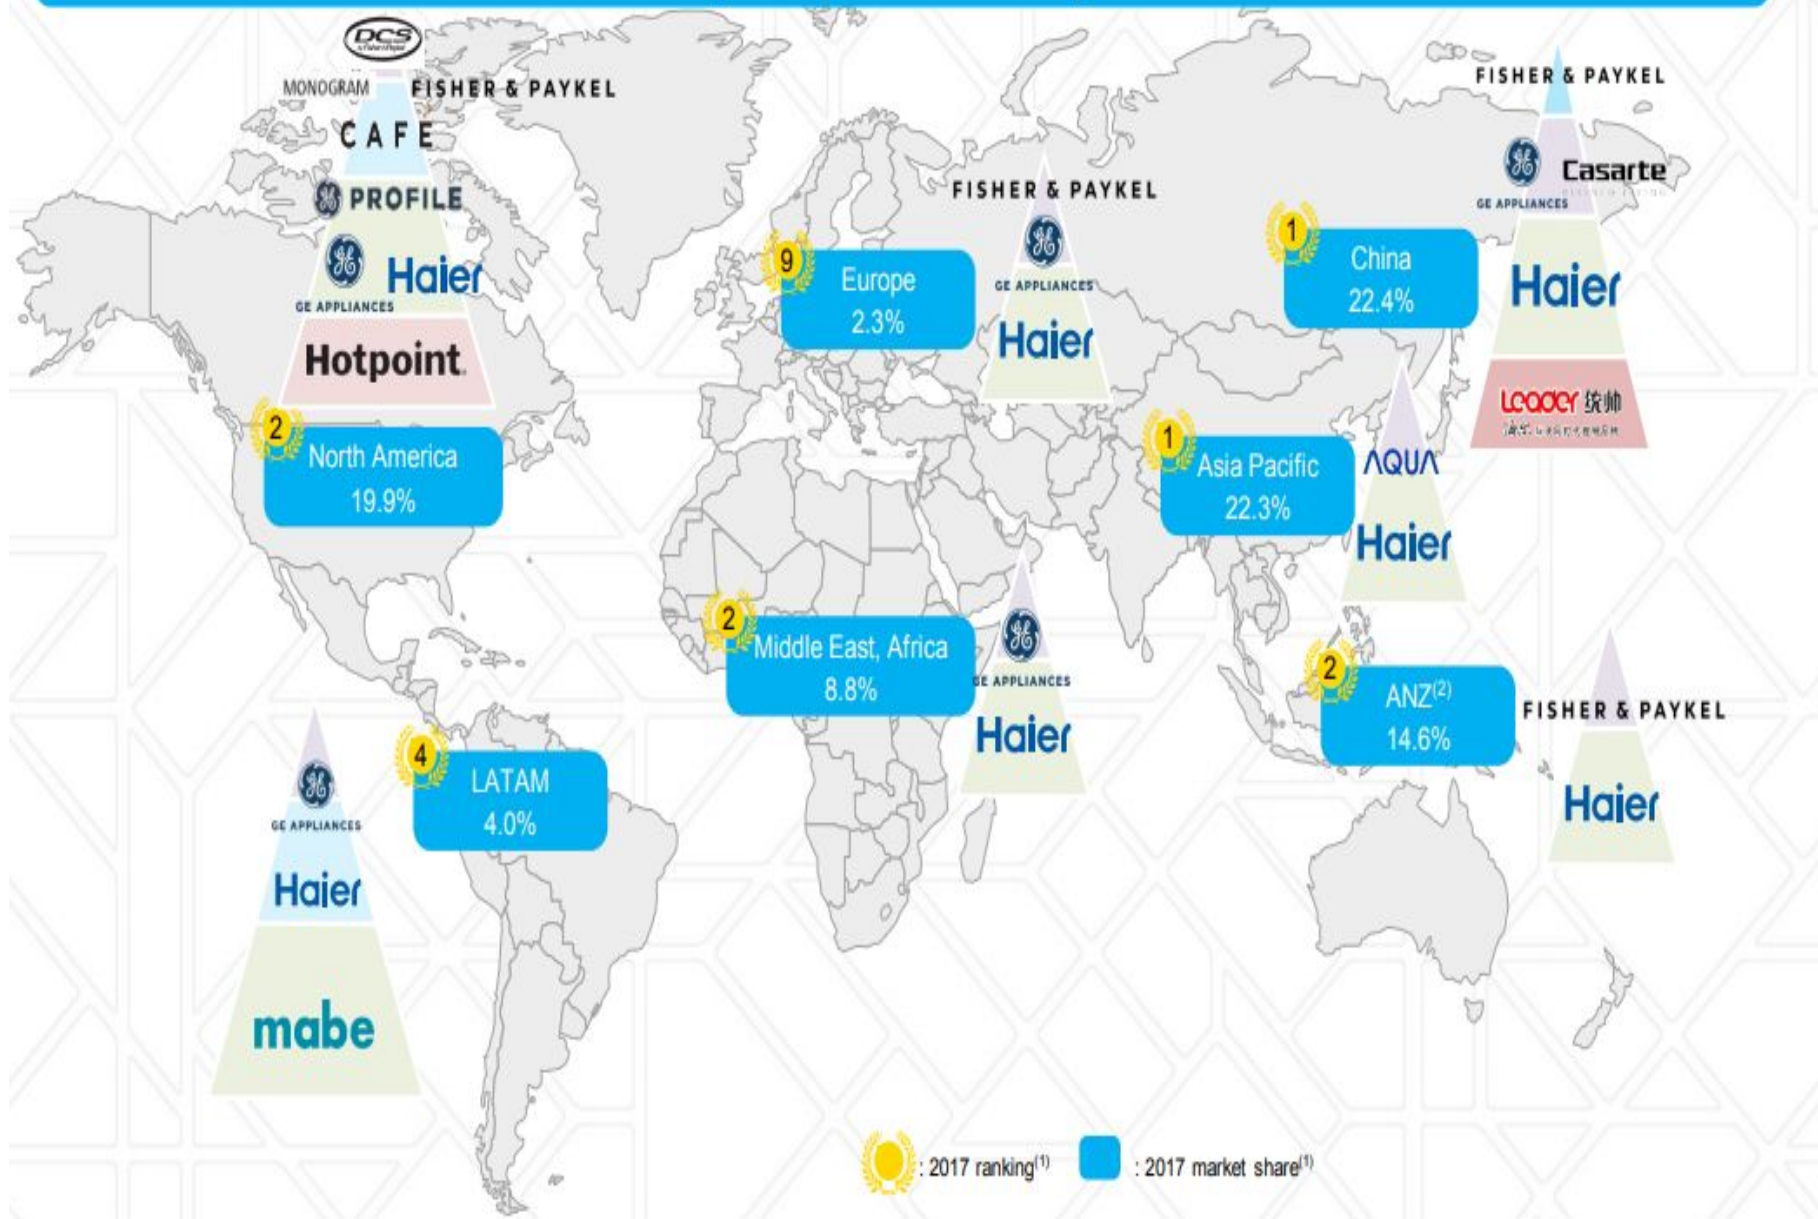 DCS
MONOGRAM
FISHER & PAYKEL
CAFE
PROFILE
GE APPLIANCES
Haier
Hotpoint
2
North America
19.9%
9
Europe
2.3%
FISHER & PAYKEL
GE APPLIANCES
Haier
1
China
22.4%
FISHER & PAYKEL
GE APPLIANCES
Casarte
Haier
Leader 统帅
1
Asia Pacific
22.3%
AQUA
Haier
2
Middle East, Africa
8.8%
GE APPLIANCES
Haier
2
ANZ(2)
14.6%
FISHER & PAYKEL
Haier
4
LATAM
4.0%
GE APPLIANCES
Haier
mabe
: 2017 ranking(1)
: 2017 market share(1)